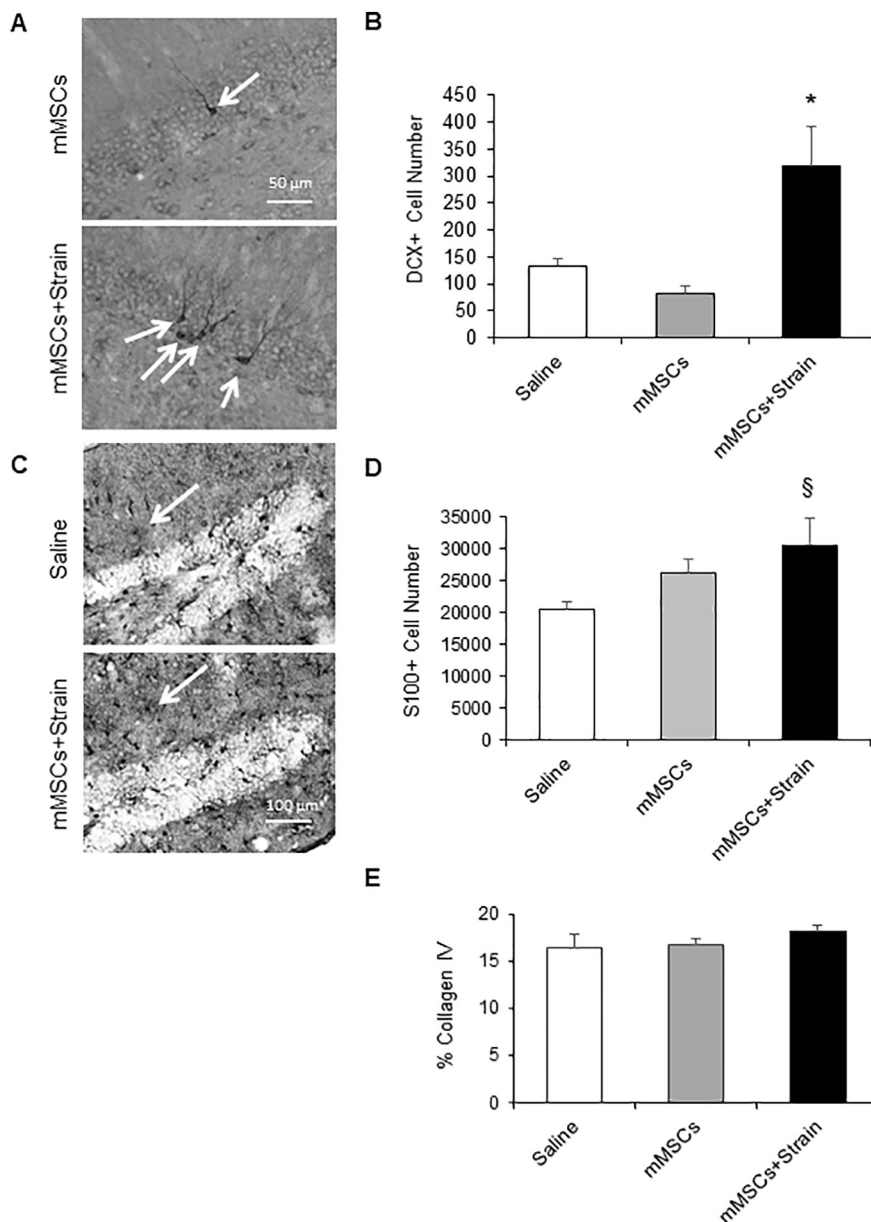 A
mMSCs
50 µm
mMSCs+Strain
B
DCX+ Cell Number
450
400
350
300
250
200
150
100
50
0
*
Saline
mMSCs
mMSCs+Strain
C
Saline
mMSCs+Strain
100 µm
D
S100+ Cell Number
35000
30000
25000
20000
15000
10000
5000
0
§
Saline
mMSCs
mMSCs+Strain
E
% Collagen IV
20
15
10
5
0
Saline
mMSCs
mMSCs+Strain